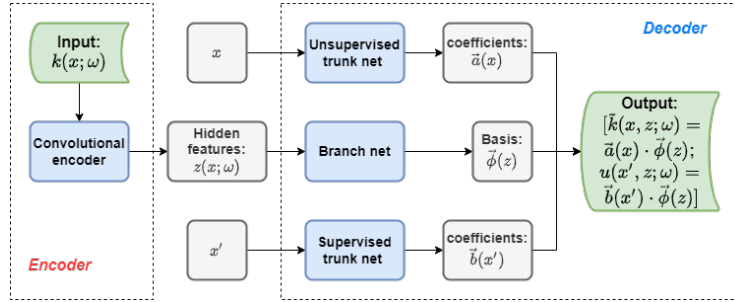 Input:
k(x; ω)
Convolutional
encoder
Encoder
x
Hidden
features:
z(x; ω)
x′
Decoder
Unsupervised
trunk net
coefficients:
a⃗(x)
Branch net
Basis:
ϕ⃗(z)
Supervised
trunk net
coefficients:
b⃗(x′)
Output:
[k̃(x, z; ω) =
a⃗(x) · ϕ⃗(z);
u(x′, z; ω) =
b⃗(x′) · ϕ⃗(z)]